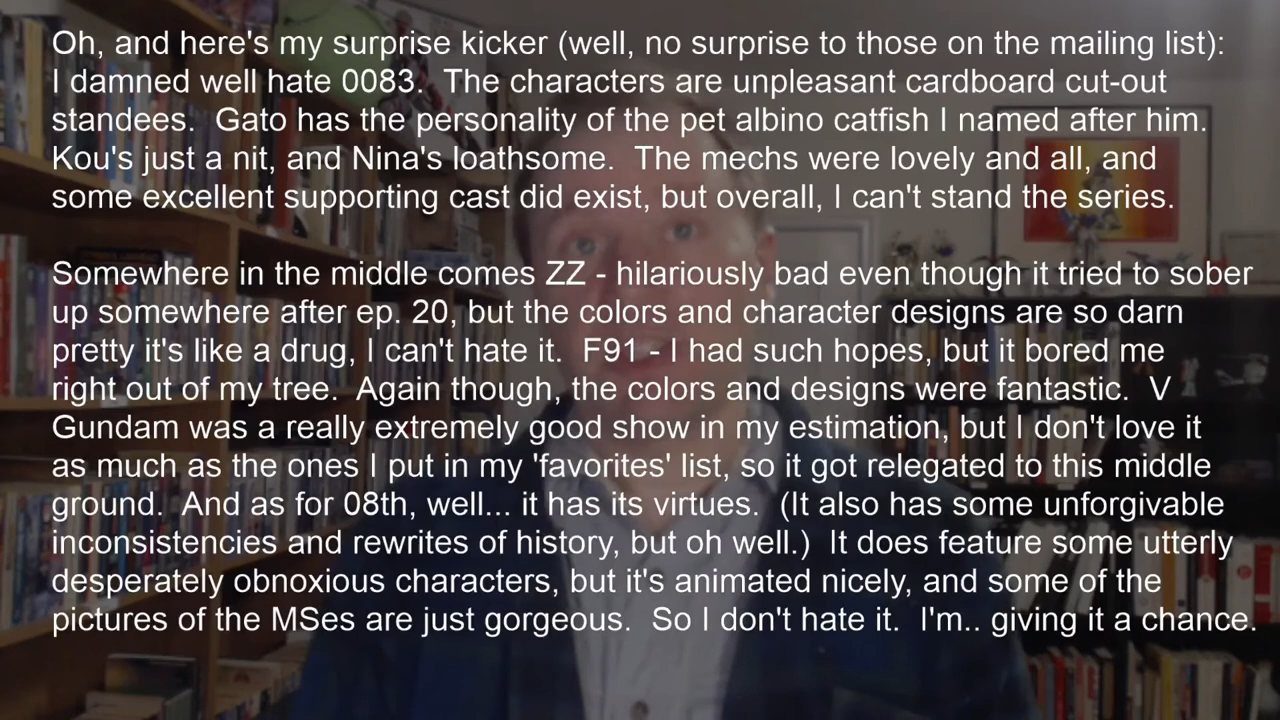 Oh, and here's my surprise kicker (well, no surprise to those on the mailing list):
I damned well hate 0083.  The characters are unpleasant cardboard cut-out
standees.  Gato has the personality of the pet albino catfish I named after him.
Kou's just a nit, and Nina's loathsome.  The mechs were lovely and all, and
some excellent supporting cast did exist, but overall, I can't stand the series.
Somewhere in the middle comes ZZ - hilariously bad even though it tried to sober
up somewhere after ep. 20, but the colors and character designs are so darn
pretty it's like a drug, I can't hate it.  F91 - I had such hopes, but it bored me
right out of my tree.  Again though, the colors and designs were fantastic.  V
Gundam was a really extremely good show in my estimation, but I don't love it
as much as the ones I put in my 'favorites' list, so it got relegated to this middle
ground.  And as for 08th, well... it has its virtues.  (It also has some unforgivable
inconsistencies and rewrites of history, but oh well.)  It does feature some utterly
desperately obnoxious characters, but it's animated nicely, and some of the
pictures of the MSes are just gorgeous.  So I don't hate it.  I'm.. giving it a chance.